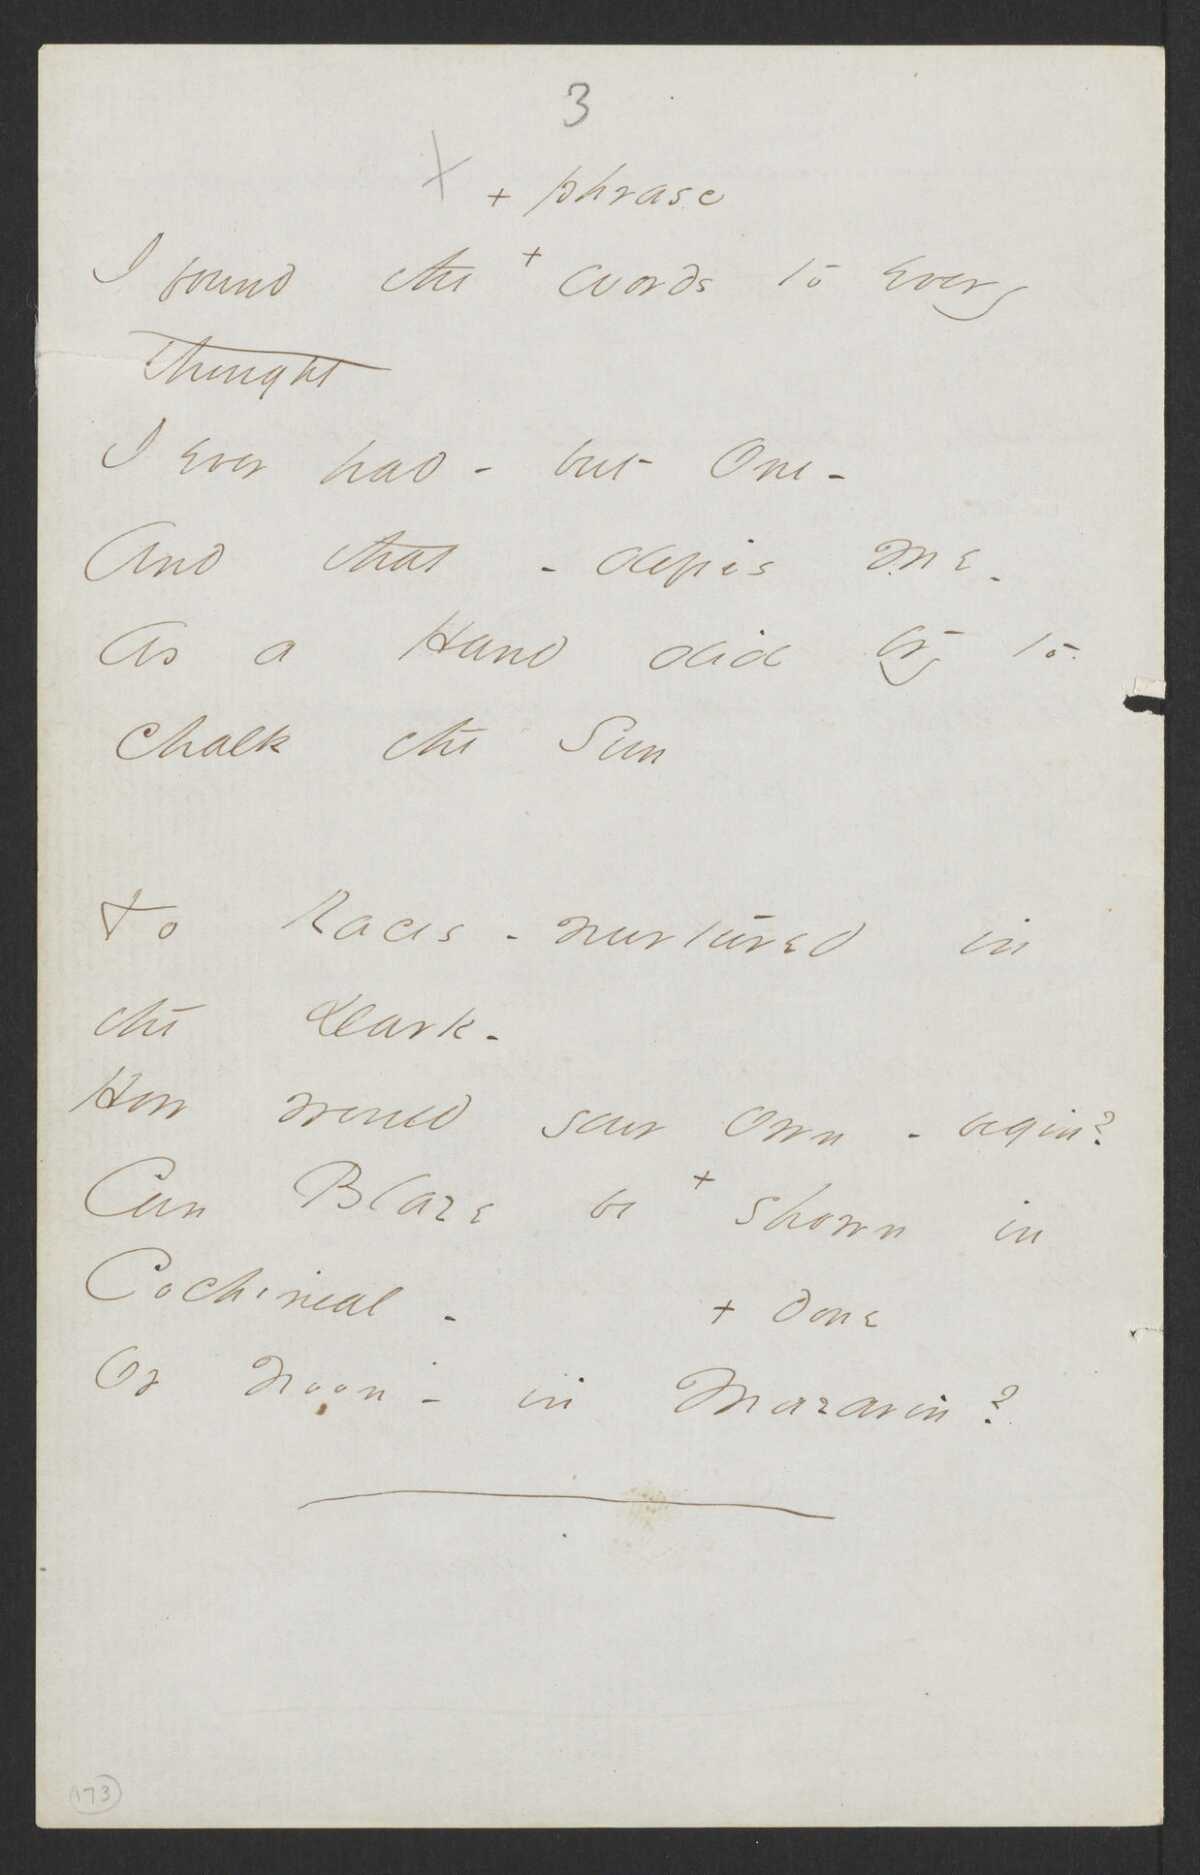 3
X + phrase
I found the + words to Every
Thought
I Ever had - but One -
And that - defies Me -
As a Hand did try to
Chalk the Sun
To Races - nurtured in
the Dark -
How would your Own - begin?
Can Blaze be + shown in
Cochineal -
+ done
Or Noon - in Mazarin?
173